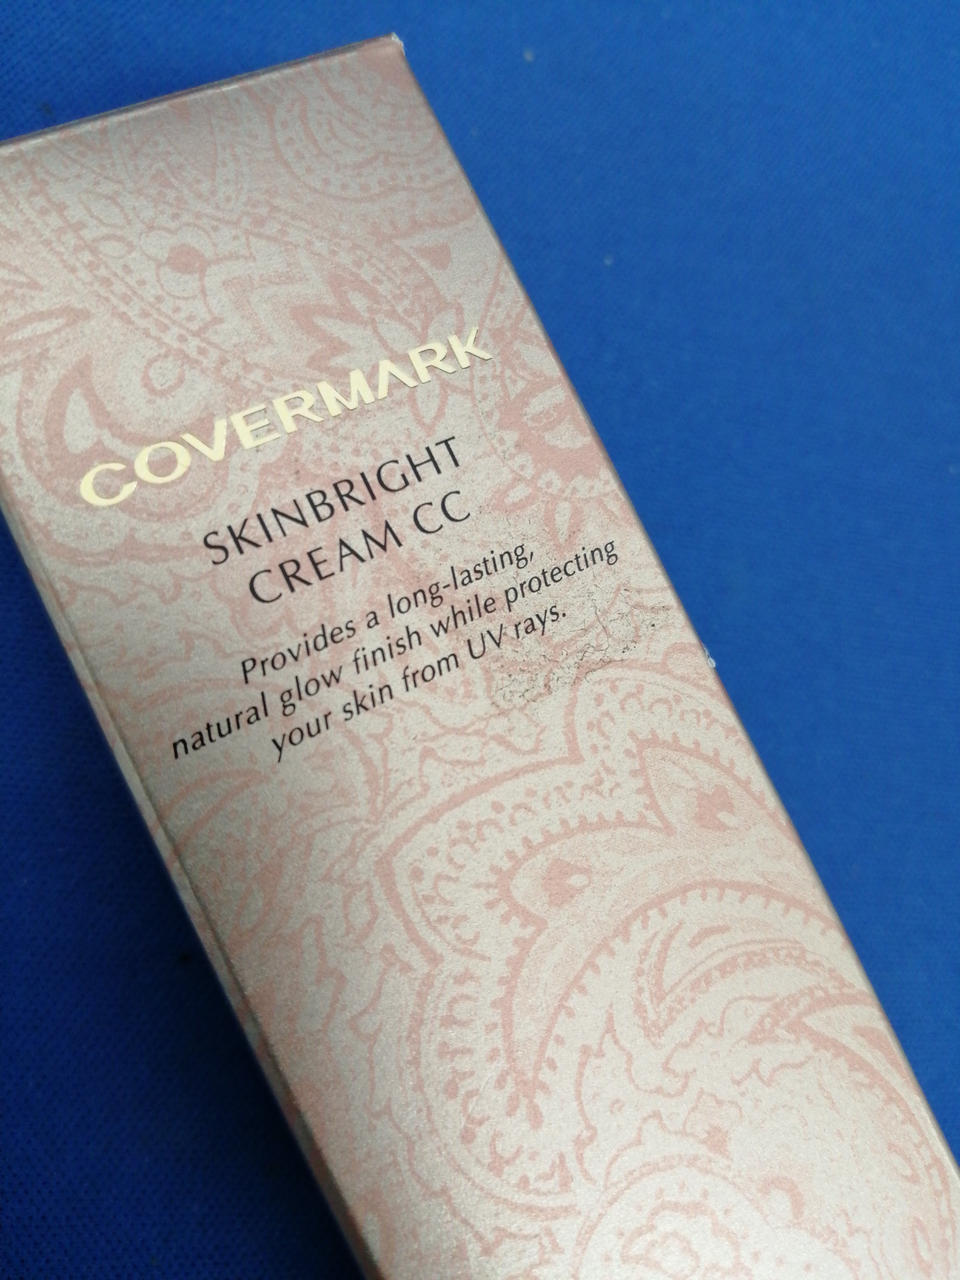 COVERMARK
SKINBRIGHT
CREAM CC
Provides a long-lasting,
natural glow finish while protecting
your skin from UV rays.